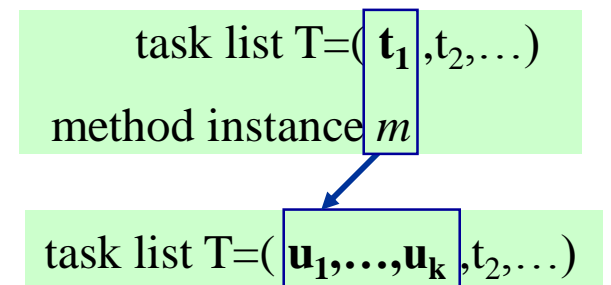 task list T=( t₁ ,t₂,…)
method instance m
task list T=( u₁,…,uₖ ,t₂,…)